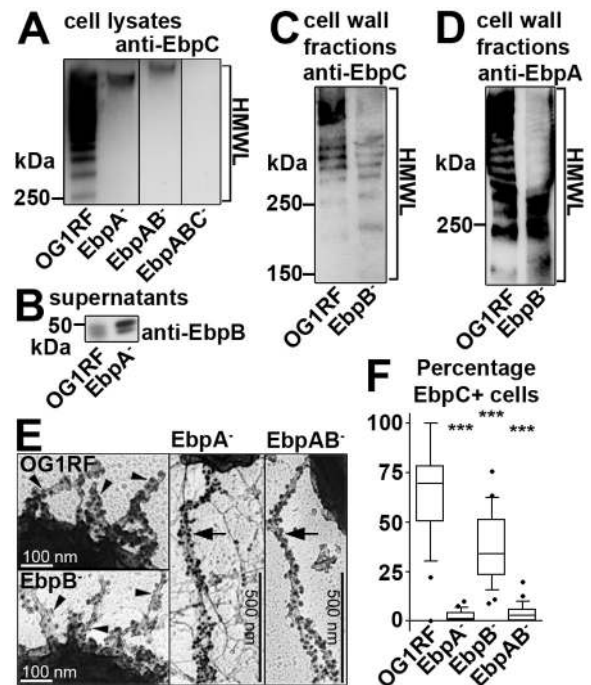 A cell lysates
anti-EbpC
kDa
250
HMWL
OG1RF
EbpA-
EbpAB-
EbpABC-
B supernatants
50
kDa
anti-EbpB
OG1RF
EbpA-
C cell wall
fractions
anti-EbpC
kDa
250
150
HMWL
OG1RF
EbpB-
D cell wall
fractions
anti-EbpA
kDa
250
HMWL
OG1RF
EbpB-
E
OG1RF
100 nm
EbpB-
100 nm
EbpA-
500 nm
EbpAB-
500 nm
F Percentage
EbpC+ cells
***
***
***
100
75
50
25
0
OG1RF
EbpA-
EbpB-
EbpAB-